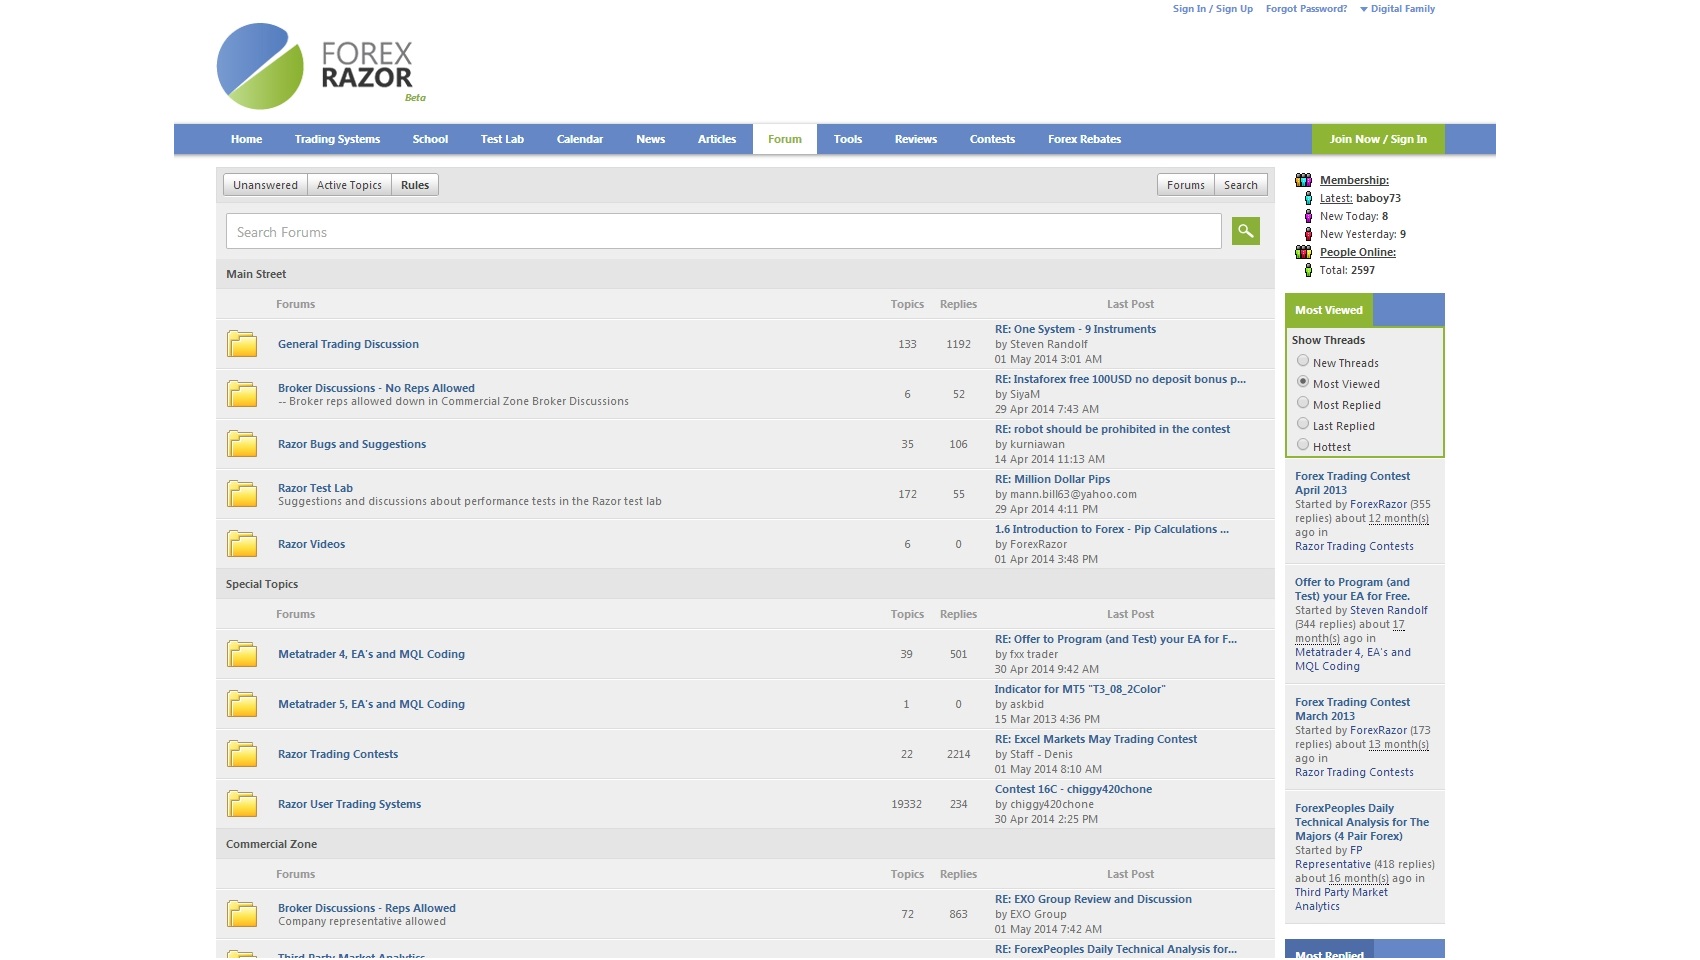 Sign In / Sign Up Forgot Password? Digital Family
FOREX
RAZOR
Beta
Home Trading Systems School Test Lab Calendar News Articles Forum Tools Reviews Contests Forex Rebates Join Now / Sign In
Unanswered Active Topics Rules Forums Search
Search Forums
Main Street
Forums Topics Replies Last Post
General Trading Discussion 133 1192
RE: One System - 9 Instruments
by Steven Randolf
01 May 2014 3:01 AM
Broker Discussions - No Reps Allowed
-- Broker reps allowed down in Commercial Zone Broker Discussions
6 52
RE: Instaforex free 100USD no deposit bonus p...
by SiyaM
29 Apr 2014 7:43 AM
Razor Bugs and Suggestions 35 106
RE: robot should be prohibited in the contest
by kurniawan
14 Apr 2014 11:13 AM
Razor Test Lab
Suggestions and discussions about performance tests in the Razor test lab
172 55
RE: Million Dollar Pips
by mann.bill63@yahoo.com
29 Apr 2014 4:11 PM
Razor Videos 6 0
1.6 Introduction to Forex - Pip Calculations ...
by ForexRazor
01 Apr 2014 3:48 PM
Special Topics
Forums Topics Replies Last Post
Metatrader 4, EA's and MQL Coding 39 501
RE: Offer to Program (and Test) your EA for F...
by fxx trader
30 Apr 2014 9:42 AM
Metatrader 5, EA's and MQL Coding 1 0
Indicator for MT5 "T3_08_2Color"
by askbid
15 Mar 2013 4:36 PM
Razor Trading Contests 22 2214
RE: Excel Markets May Trading Contest
by Staff - Denis
01 May 2014 8:10 AM
Razor User Trading Systems 19332 234
Contest 16C - chiggy420chone
by chiggy420chone
30 Apr 2014 2:25 PM
Commercial Zone
Forums Topics Replies Last Post
Broker Discussions - Reps Allowed
Company representative allowed
72 863
RE: EXO Group Review and Discussion
by EXO Group
01 May 2014 7:42 AM
Third Party Market Analytics
RE: ForexPeoples Daily Technical Analysis for...
Membership:
Latest: baboy73
New Today: 8
New Yesterday: 9
People Online:
Total: 2597
Most Viewed
Show Threads
New Threads
Most Viewed
Most Replied
Last Replied
Hottest
Forex Trading Contest
April 2013
Started by ForexRazor (355
replies) about 12 month(s)
ago in
Razor Trading Contests
Offer to Program (and
Test) your EA for Free.
Started by Steven Randolf
(344 replies) about 17
month(s) ago in
Metatrader 4, EA's and
MQL Coding
Forex Trading Contest
March 2013
Started by ForexRazor (173
replies) about 13 month(s)
ago in
Razor Trading Contests
ForexPeoples Daily
Technical Analysis for The
Majors (4 Pair Forex)
Started by FP
Representative (418 replies)
about 16 month(s) ago in
Third Party Market
Analytics
Most Replied